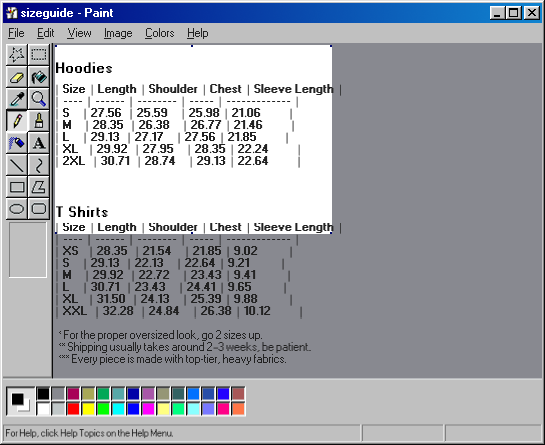 sizeguide - Paint
File Edit View Image Colors Help
Hoodies
| Size | Length | Shoulder | Chest | Sleeve Length |
| ---- | ------ | -------- | ----- | ------------- |
| S | 27.56 | 25.59 | 25.98 | 21.06 |
| M | 28.35 | 26.38 | 26.77 | 21.46 |
| L | 29.13 | 27.17 | 27.56 | 21.85 |
| XL | 29.92 | 27.95 | 28.35 | 22.24 |
| 2XL | 30.71 | 28.74 | 29.13 | 22.64 |
T Shirts
| Size | Length | Shoulder | Chest | Sleeve Length |
| ---- | ------ | -------- | ----- | ------------- |
| XS | 28.35 | 21.54 | 21.85 | 9.02 |
| S | 29.13 | 22.13 | 22.64 | 9.21 |
| M | 29.92 | 22.72 | 23.43 | 9.41 |
| L | 30.71 | 23.43 | 24.41 | 9.65 |
| XL | 31.50 | 24.13 | 25.39 | 9.88 |
| XXL | 32.28 | 24.84 | 26.38 | 10.12 |
* For the proper oversized look, go 2 sizes up.
** Shipping usually takes around 2-3 weeks, be patient.
*** Every piece is made with top-tier, heavy fabrics.
For Help, click Help Topics on the Help Menu.